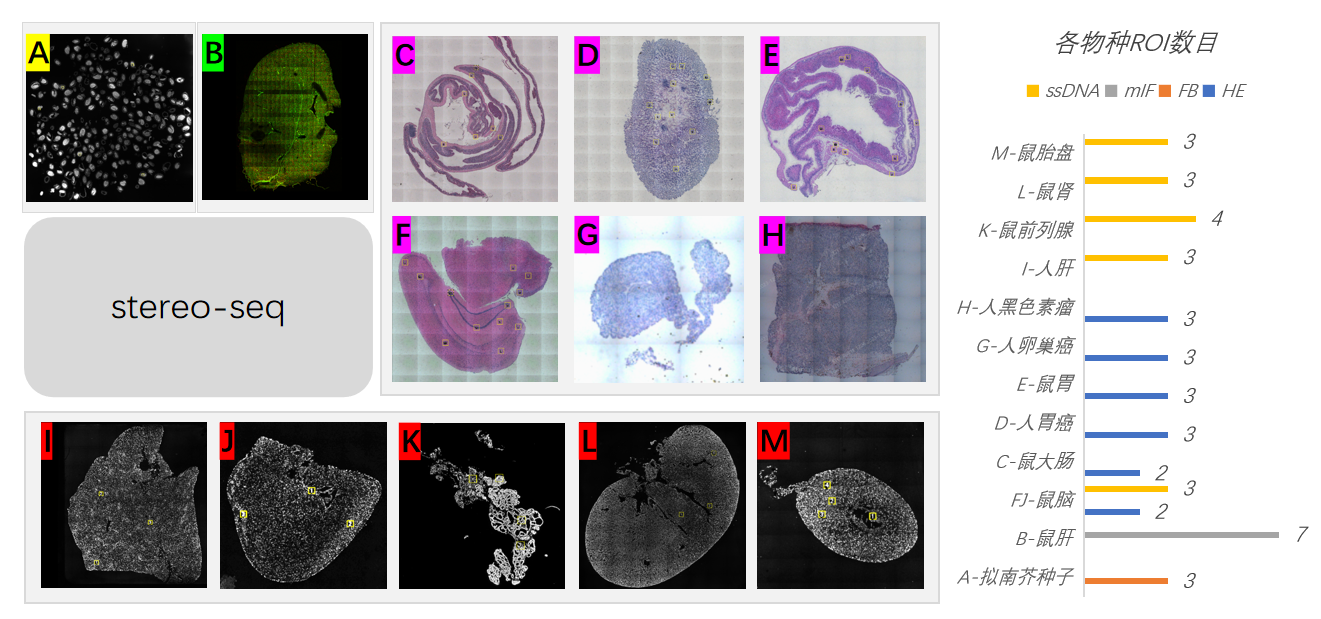 A
B
C
D
E
F
G
H
stereo-seq
I
J
K
L
M
各物种ROI数目
ssDNA mIF FB HE
M-鼠胎盘 3
L-鼠肾 3
K-鼠前列腺 4
I-人肝 3
H-人黑色素瘤 3
G-人卵巢癌 3
E-鼠胃 3
D-人胃癌 3
C-鼠大肠 2
FJ-鼠脑 3
2
B-鼠肝 7
A-拟南芥种子 3